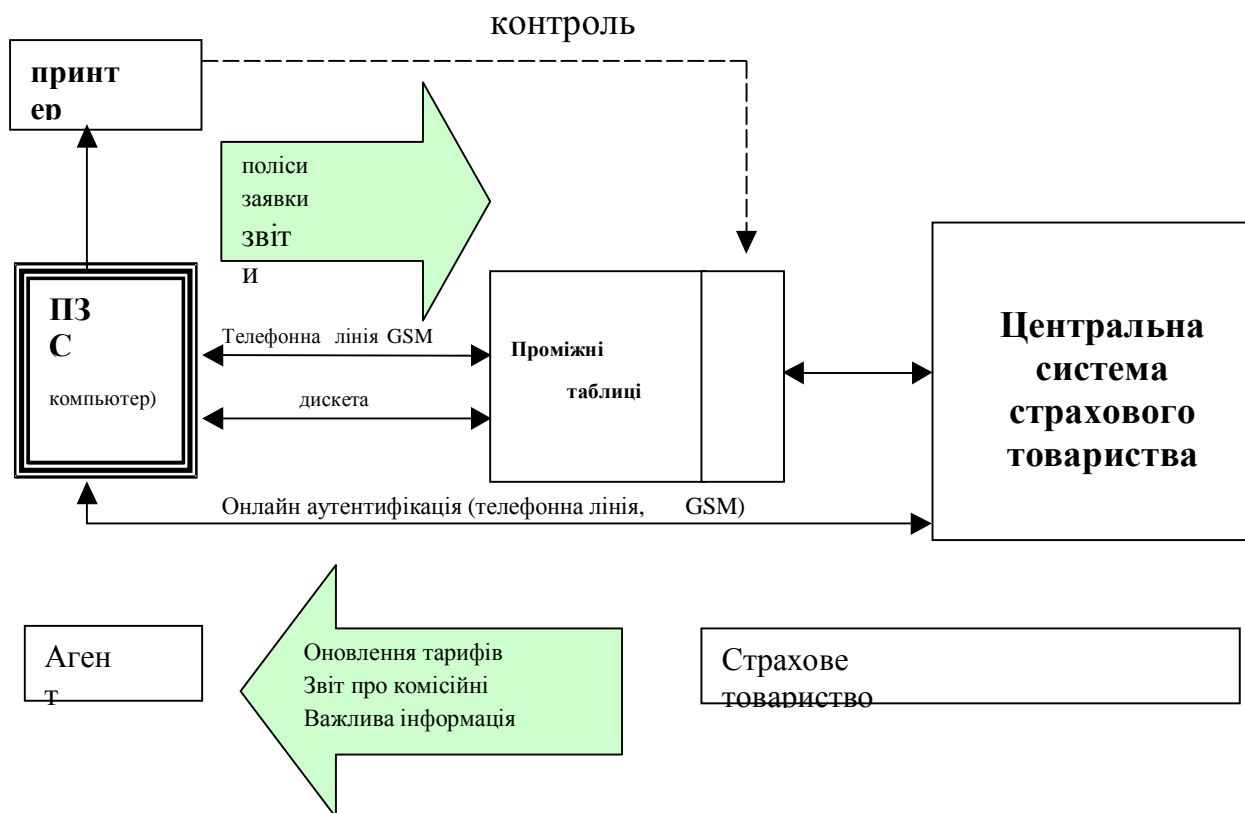 контроль
принт
ер
поліси
заявки
звіт
и
ПЗ
С
компьютер)
Телефонна лінія GSM
дискета
Проміжні
таблиці
Центральна
система
страхового
товариства
Онлайн аутентифікація (телефонна лінія, GSM)
Аген
т
Оновлення тарифів
Звіт про комісійні
Важлива інформація
Страхове
товариство